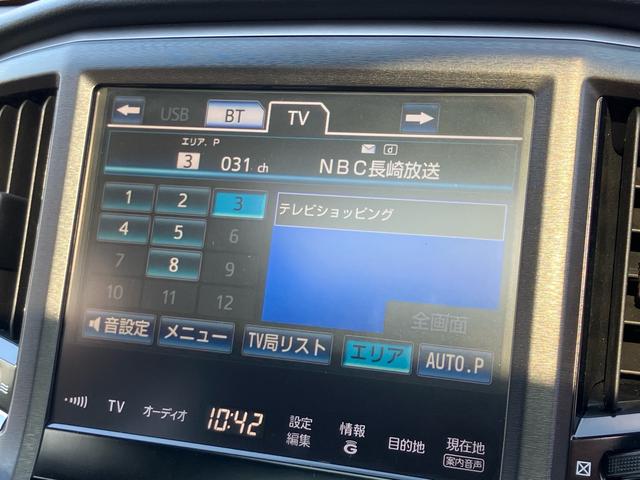 USB BT TV
エリア. P
3 031 ch d NBC長崎放送
1 2 3
テレビショッピング
4 5 6
7 8 9
10 11 12
全画面
音設定 メニュー TV局リスト エリア AUTO.P
TV オーディオ 10:42 設定編集 情報 G 目的地 現在地
案内音声